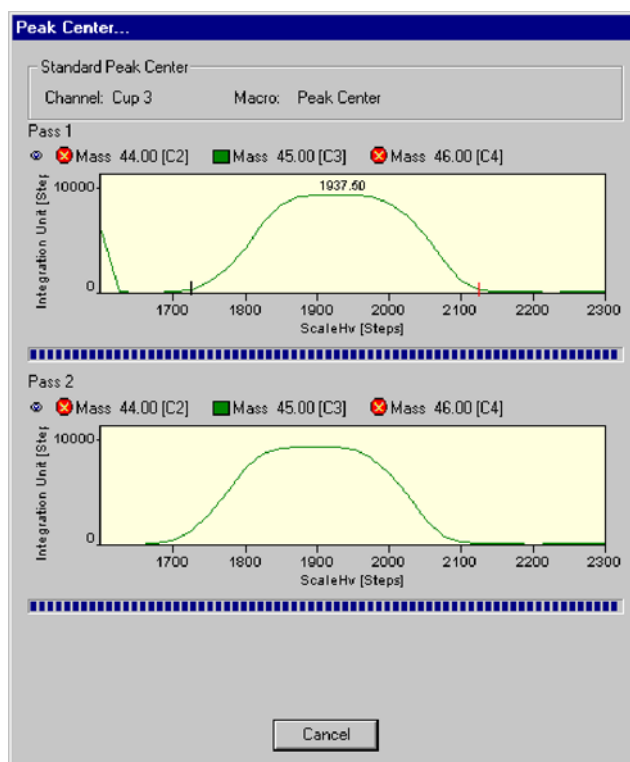 Peak Center...
Standard Peak Center
Channel: Cup 3 Macro: Peak Center
Pass 1
Mass 44.00 [C2] Mass 45.00 [C3] Mass 46.00 [C4]
10000
1937.50
Integration Unit [Step
0
1700 1800 1900 2000 2100 2200 2300
ScaleHv [Steps]
Pass 2
Mass 44.00 [C2] Mass 45.00 [C3] Mass 46.00 [C4]
10000
Integration Unit [Step
0
1700 1800 1900 2000 2100 2200 2300
ScaleHv [Steps]
Cancel